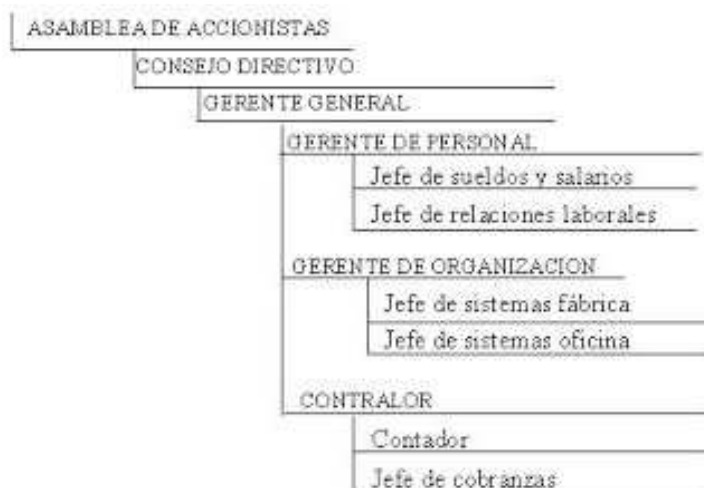 ASAMBLEA DE ACCIONISTAS
CONSEJO DIRECTIVO
GERENTE GENERAL
GERENTE DE PERSONAL
Jefe de sueldos y salarios
Jefe de relaciones laborales
GERENTE DE ORGANIZACION
Jefe de sistemas fábrica
Jefe de sistemas oficina
CONTRALOR
Contador
Jefe de cobranzas